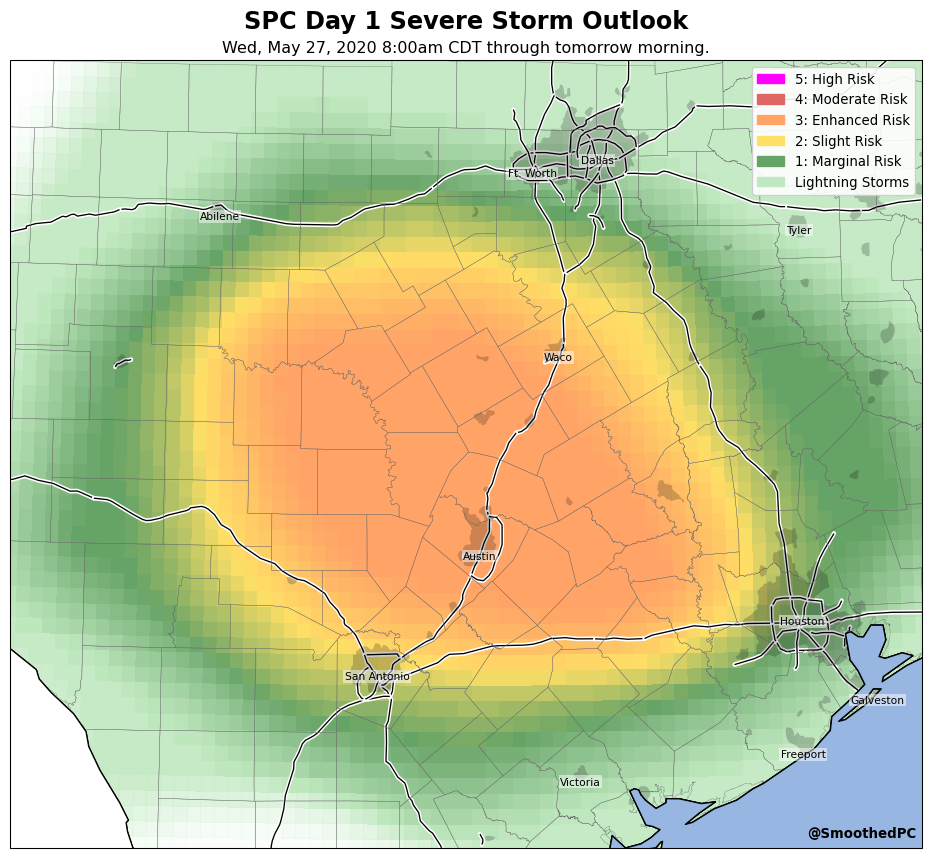 SPC Day 1 Severe Storm Outlook
Wed, May 27, 2020 8:00am CDT through tomorrow morning.
5: High Risk
4: Moderate Risk
3: Enhanced Risk
2: Slight Risk
1: Marginal Risk
Lightning Storms
Dallas
Ft. Worth
Abilene
Tyler
Waco
Austin
Houston
San Antonio
Galveston
Freeport
Victoria
@SmoothedPC